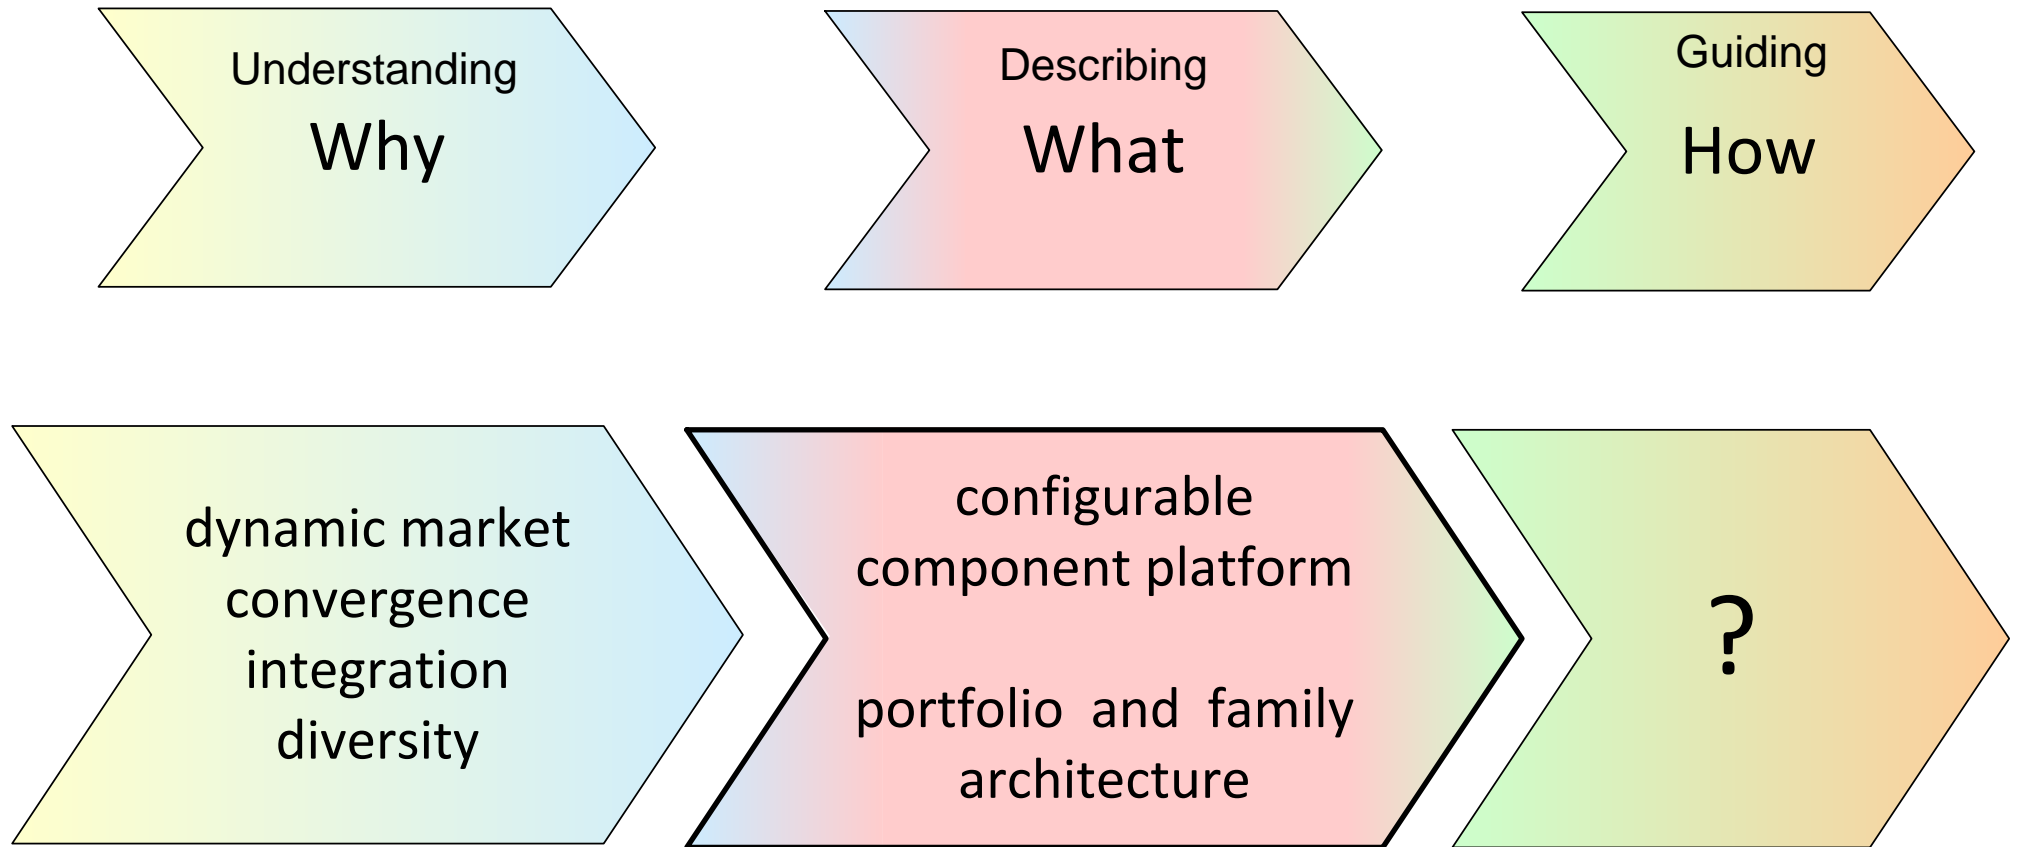 Understanding
Why
Describing
What
Guiding
How
dynamic market
convergence
integration
diversity
configurable
component platform
portfolio and family
architecture
?